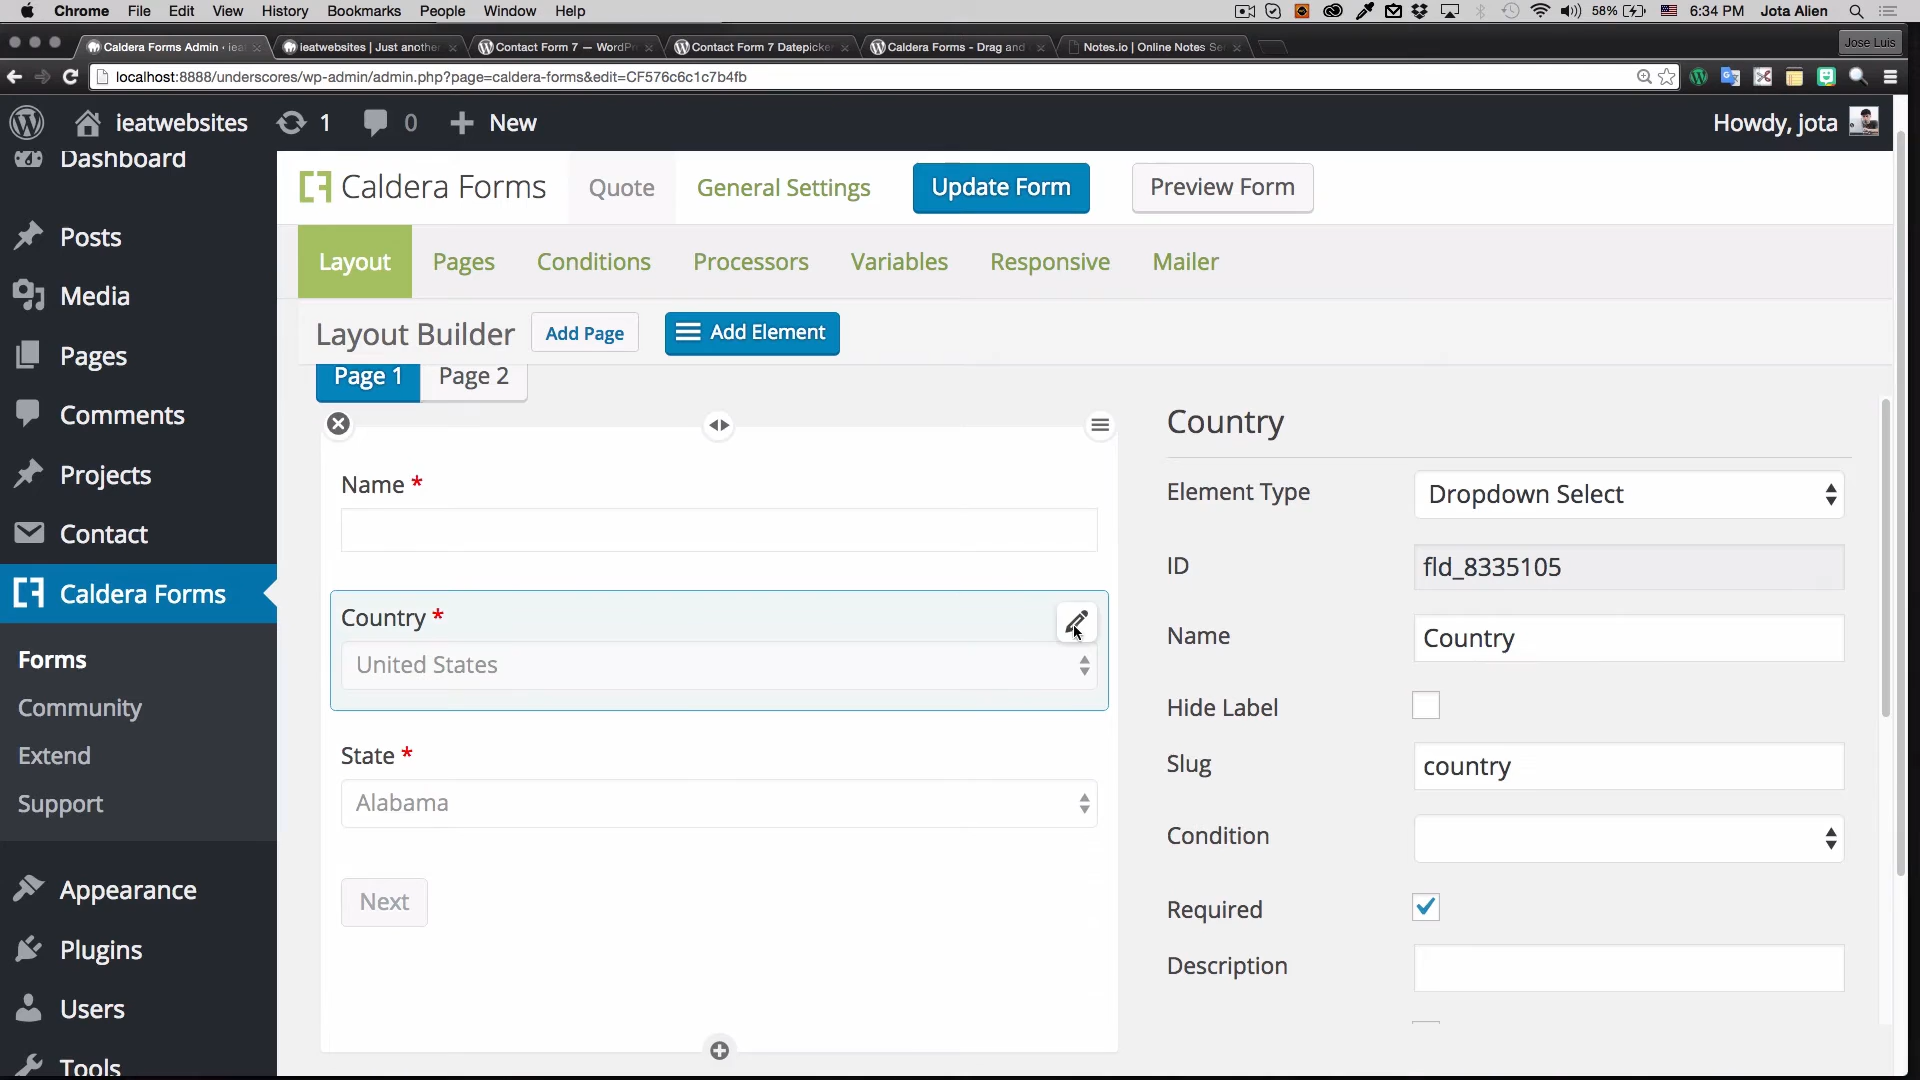 Chrome File Edit View History Bookmarks People Window Help 58% 6:34 PM Jota Alien
Caldera Forms Admin ‹ iea ieatwebsites | Just another Contact Form 7 — WordPr Contact Form 7 Datepicke Caldera Forms - Drag and Notes.io | Online Notes Se Jose Luis
localhost:8888/underscores/wp-admin/admin.php?page=caldera-forms&edit=CF576c6c1c7b4fb
ieatwebsites 1 0 New Howdy, jota
Dashboard
Posts
Media
Pages
Comments
Projects
Contact
Caldera Forms
Forms
Community
Extend
Support
Appearance
Plugins
Users
Tools
Caldera Forms Quote General Settings Update Form Preview Form
Layout Pages Conditions Processors Variables Responsive Mailer
Layout Builder Add Page Add Element
Page 1 Page 2
Name *
Country *
United States
State *
Alabama
Next
Country
Element Type Dropdown Select
ID fld_8335105
Name Country
Hide Label
Slug country
Condition
Required
Description